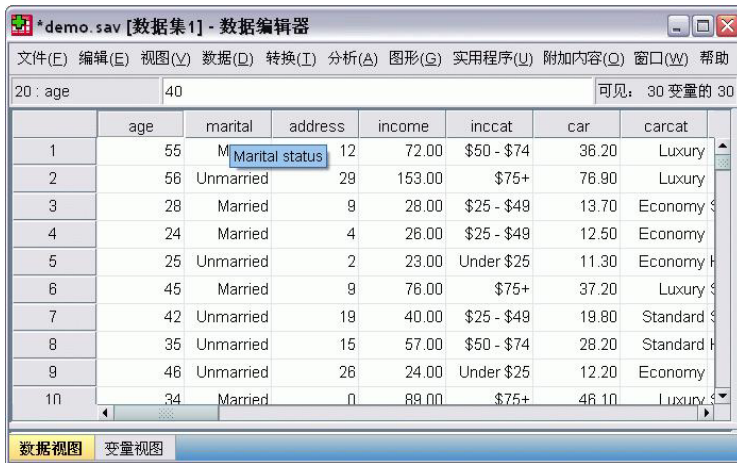 *demo.sav [数据集1] - 数据编辑器
文件(F) 编辑(E) 视图(V) 数据(D) 转换(T) 分析(A) 图形(G) 实用程序(U) 附加内容(O) 窗口(W) 帮助
20 : age 40 可见： 30 变量的 30
age marital address income inccat car carcat
1 55 M 12 72.00 $50 - $74 36.20 Luxury
Marital status
2 56 Unmarried 29 153.00 $75+ 76.90 Luxury
3 28 Married 9 28.00 $25 - $49 13.70 Economy S
4 24 Married 4 26.00 $25 - $49 12.50 Economy
5 25 Unmarried 2 23.00 Under $25 11.30 Economy H
6 45 Married 9 76.00 $75+ 37.20 Luxury S
7 42 Unmarried 19 40.00 $25 - $49 19.80 Standard S
8 35 Unmarried 15 57.00 $50 - $74 28.20 Standard H
9 46 Unmarried 26 24.00 Under $25 12.20 Economy
10 34 Married 0 89.00 $75+ 46.10 Luxury S
数据视图 变量视图